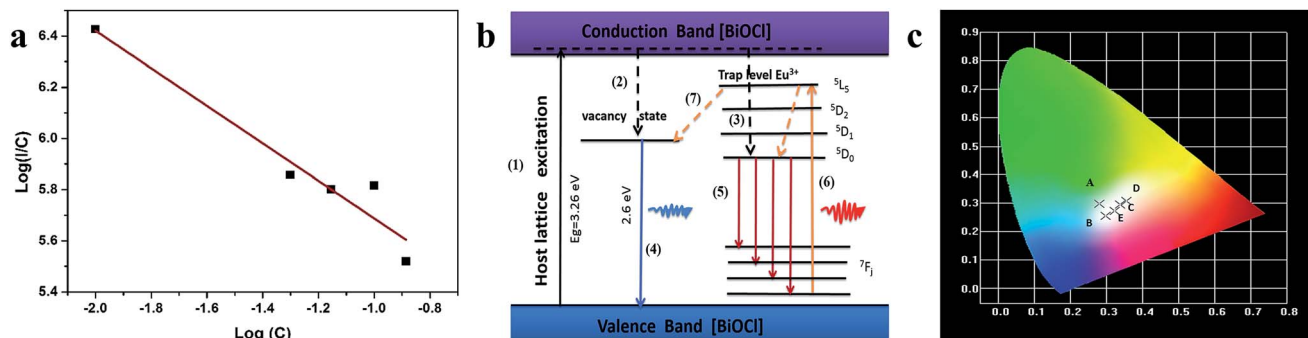 a
6.4
6.2
6.0
5.8
5.6
5.4
Log(I/C)
-2.0
-1.8
-1.6
-1.4
-1.2
-1.0
-0.8
Log (C)
b
Conduction Band [BiOCl]
(1)
Host lattice excitation
Eg=3.26 eV
(2)
vacancy state
2.6 eV
(4)
(7)
Trap level Eu³⁺
(3)
⁵L₅
⁵D₂
⁵D₁
⁵D₀
(5)
(6)
⁷Fⱼ
Valence Band [BiOCl]
c
0.9
0.8
0.7
0.6
0.5
0.4
0.3
0.2
0.1
0.0
A
B
D
C
E
0.0
0.1
0.2
0.3
0.4
0.5
0.6
0.7
0.8